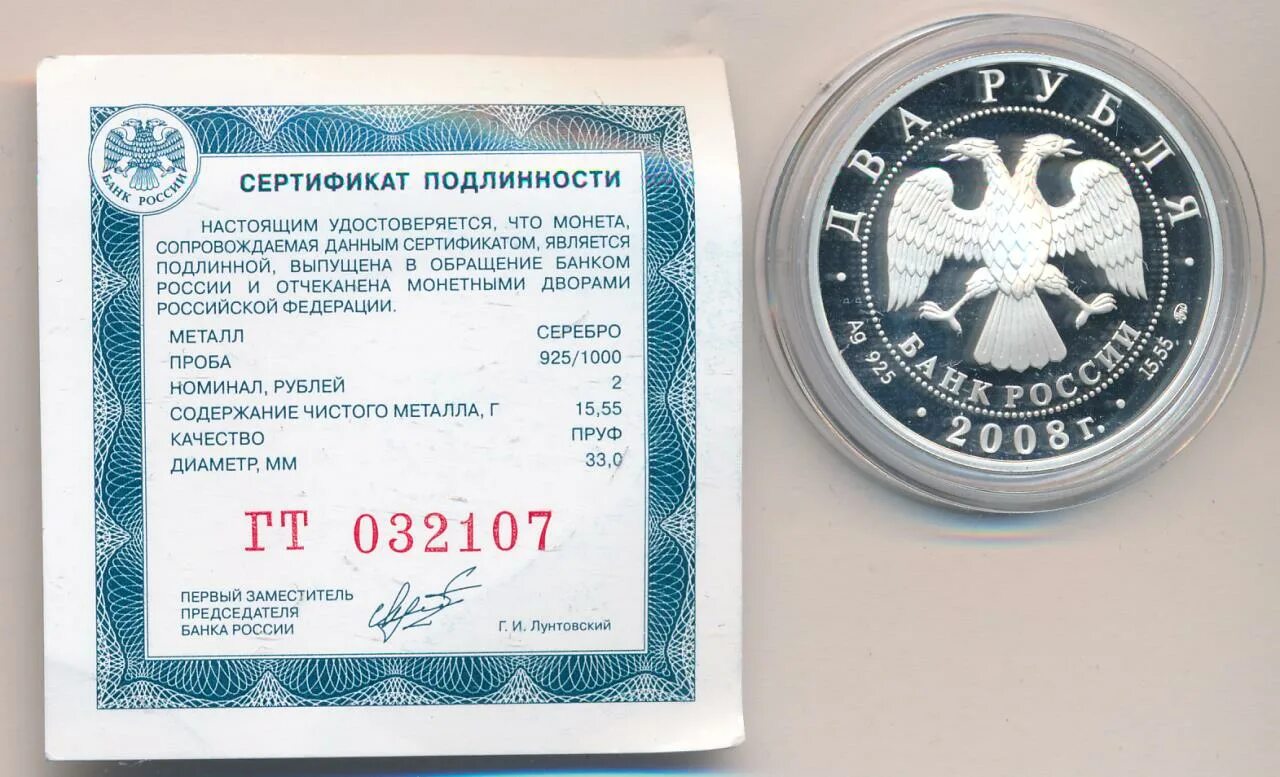 БАНК РОССИИ
СЕРТИФИКАТ ПОДЛИННОСТИ
НАСТОЯЩИМ УДОСТОВЕРЯЕТСЯ, ЧТО МОНЕТА,
СОПРОВОЖДАЕМАЯ ДАННЫМ СЕРТИФИКАТОМ, ЯВЛЯЕТСЯ
ПОДЛИННОЙ, ВЫПУЩЕНА В ОБРАЩЕНИЕ БАНКОМ
РОССИИ И ОТЧЕКАНЕНА МОНЕТНЫМИ ДВОРАМИ
РОССИЙСКОЙ ФЕДЕРАЦИИ.
МЕТАЛЛ СЕРЕБРО
ПРОБА 925/1000
НОМИНАЛ, РУБЛЕЙ 2
СОДЕРЖАНИЕ ЧИСТОГО МЕТАЛЛА, Г 15,55
КАЧЕСТВО ПРУФ
ДИАМЕТР, ММ 33,0
ГТ 032107
ПЕРВЫЙ ЗАМЕСТИТЕЛЬ
ПРЕДСЕДАТЕЛЯ
БАНКА РОССИИ
Г. И. Лунтовский
ДВА РУБЛЯ
Ag 925
БАНК РОССИИ
15,55
2008 г.